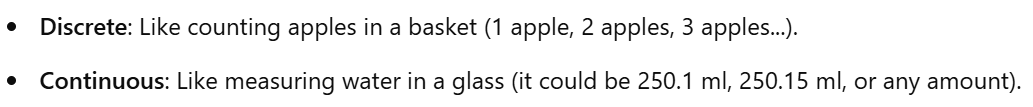 • Discrete: Like counting apples in a basket (1 apple, 2 apples, 3 apples...).
• Continuous: Like measuring water in a glass (it could be 250.1 ml, 250.15 ml, or any amount).